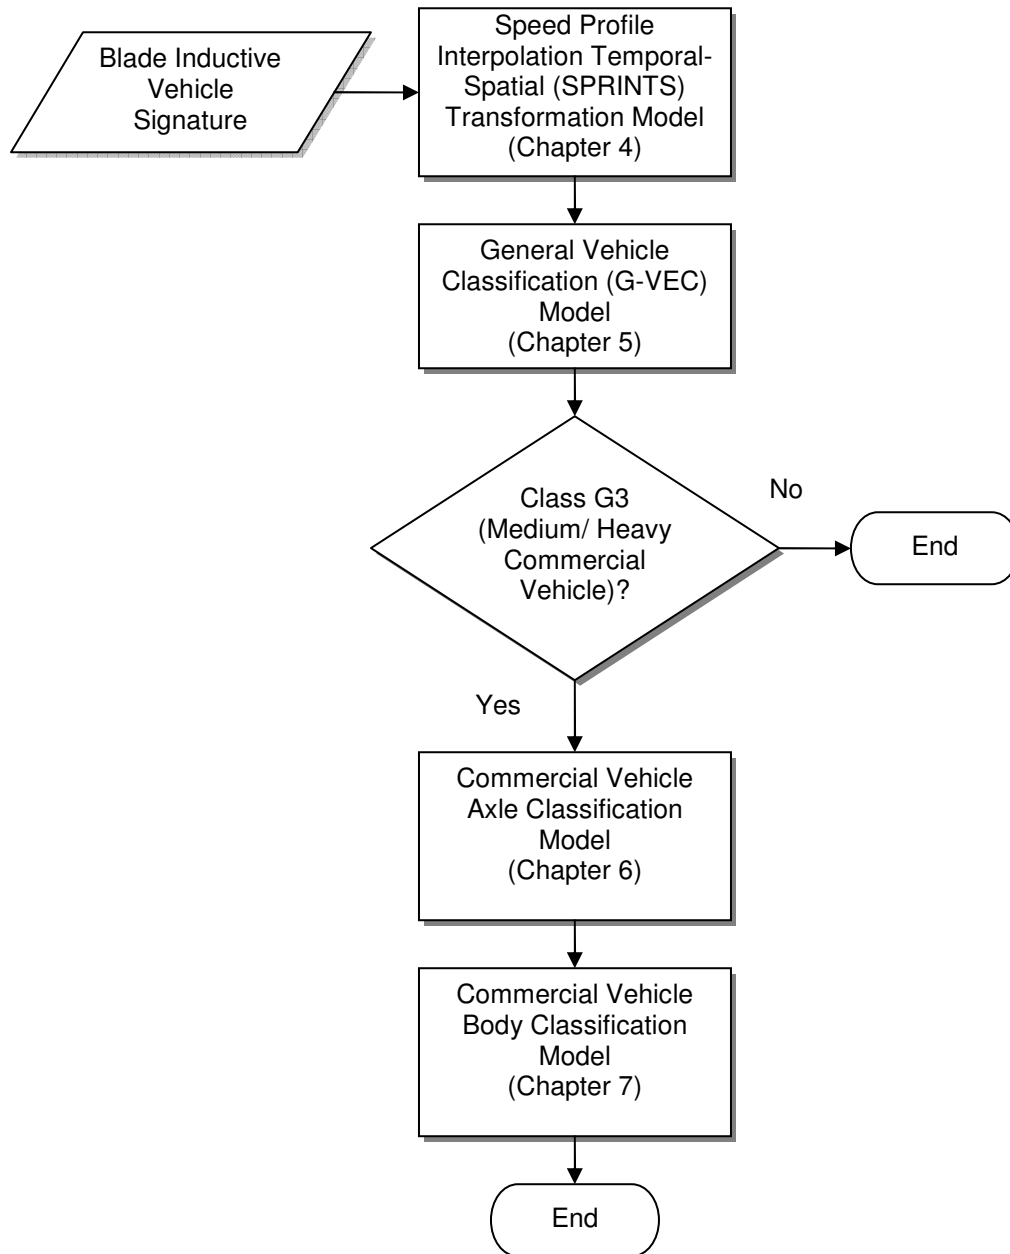 Blade Inductive
Vehicle
Signature
Speed Profile
Interpolation Temporal-
Spatial (SPRINTS)
Transformation Model
(Chapter 4)
General Vehicle
Classification (G-VEC)
Model
(Chapter 5)
Class G3
(Medium/ Heavy
Commercial
Vehicle)?
No
End
Yes
Commercial Vehicle
Axle Classification
Model
(Chapter 6)
Commercial Vehicle
Body Classification
Model
(Chapter 7)
End